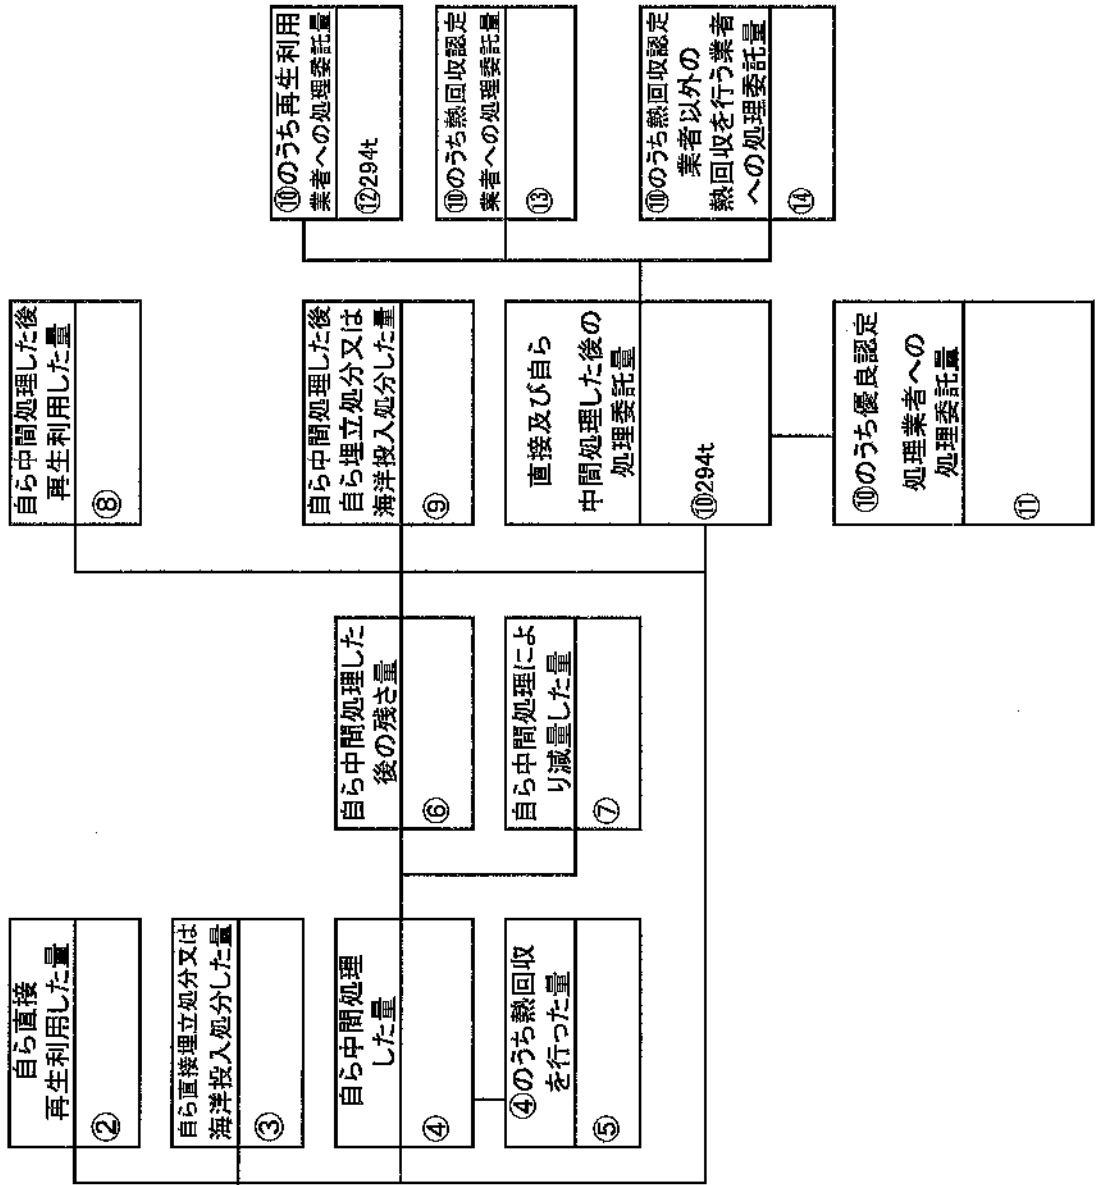 自ら直接
再生利用した量
②
自ら直接埋立処分又は
海洋投入処分した量
③
自ら中間処理
した量
④
④のうち熱回収
を行った量
⑤
自ら中間処理した
後の残さ量
⑥
自ら中間処理によ
り減量した量
⑦
自ら中間処理した後
再生利用した量
⑧
自ら中間処理した後
自ら埋立処分又は
海洋投入処分した量
⑨
直接及び自ら
中間処理した後の
処理委託量
⑩294t
⑩のうち優良認定
処理業者への
処理委託量
⑪
⑩のうち再生利用
業者への処理委託量
⑫294t
⑩のうち熱回収認定
業者への処理委託量
⑬
⑩のうち熱回収認定
業者以外の
熱回収を行う業者
への処理委託量
⑭